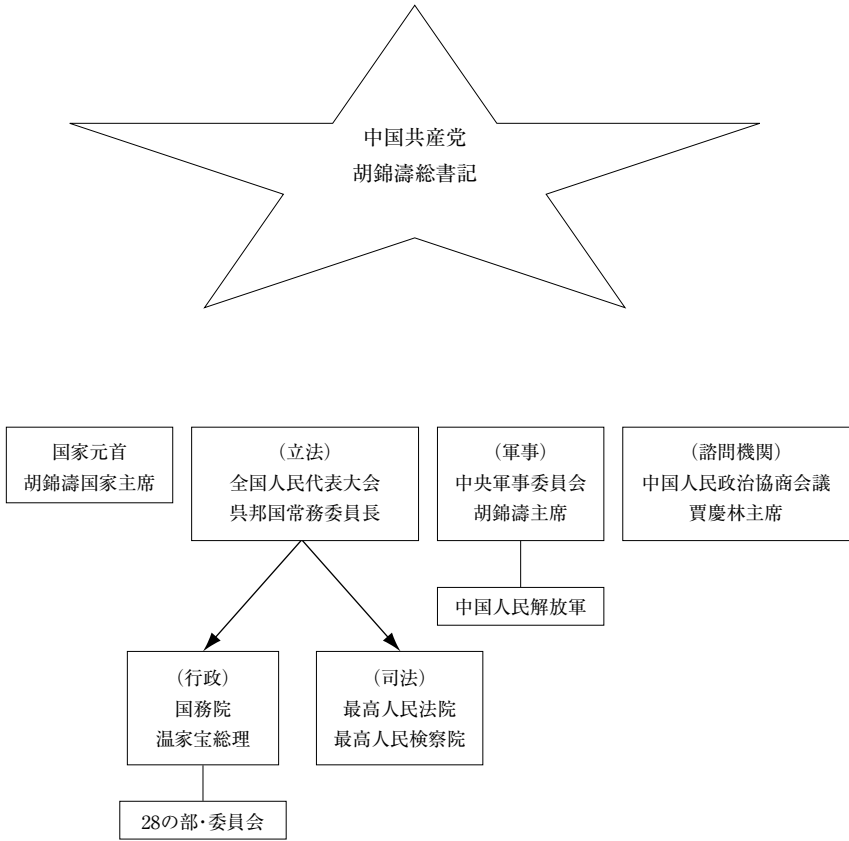 中国共産党
胡錦濤総書記
国家元首
胡錦濤国家主席
（立法）
全国人民代表大会
呉邦国常務委員長
（軍事）
中央軍事委員会
胡錦濤主席
（諮問機関）
中国人民政治協商会議
賈慶林主席
中国人民解放軍
（行政）
国務院
温家宝総理
（司法）
最高人民法院
最高人民検察院
28の部・委員会